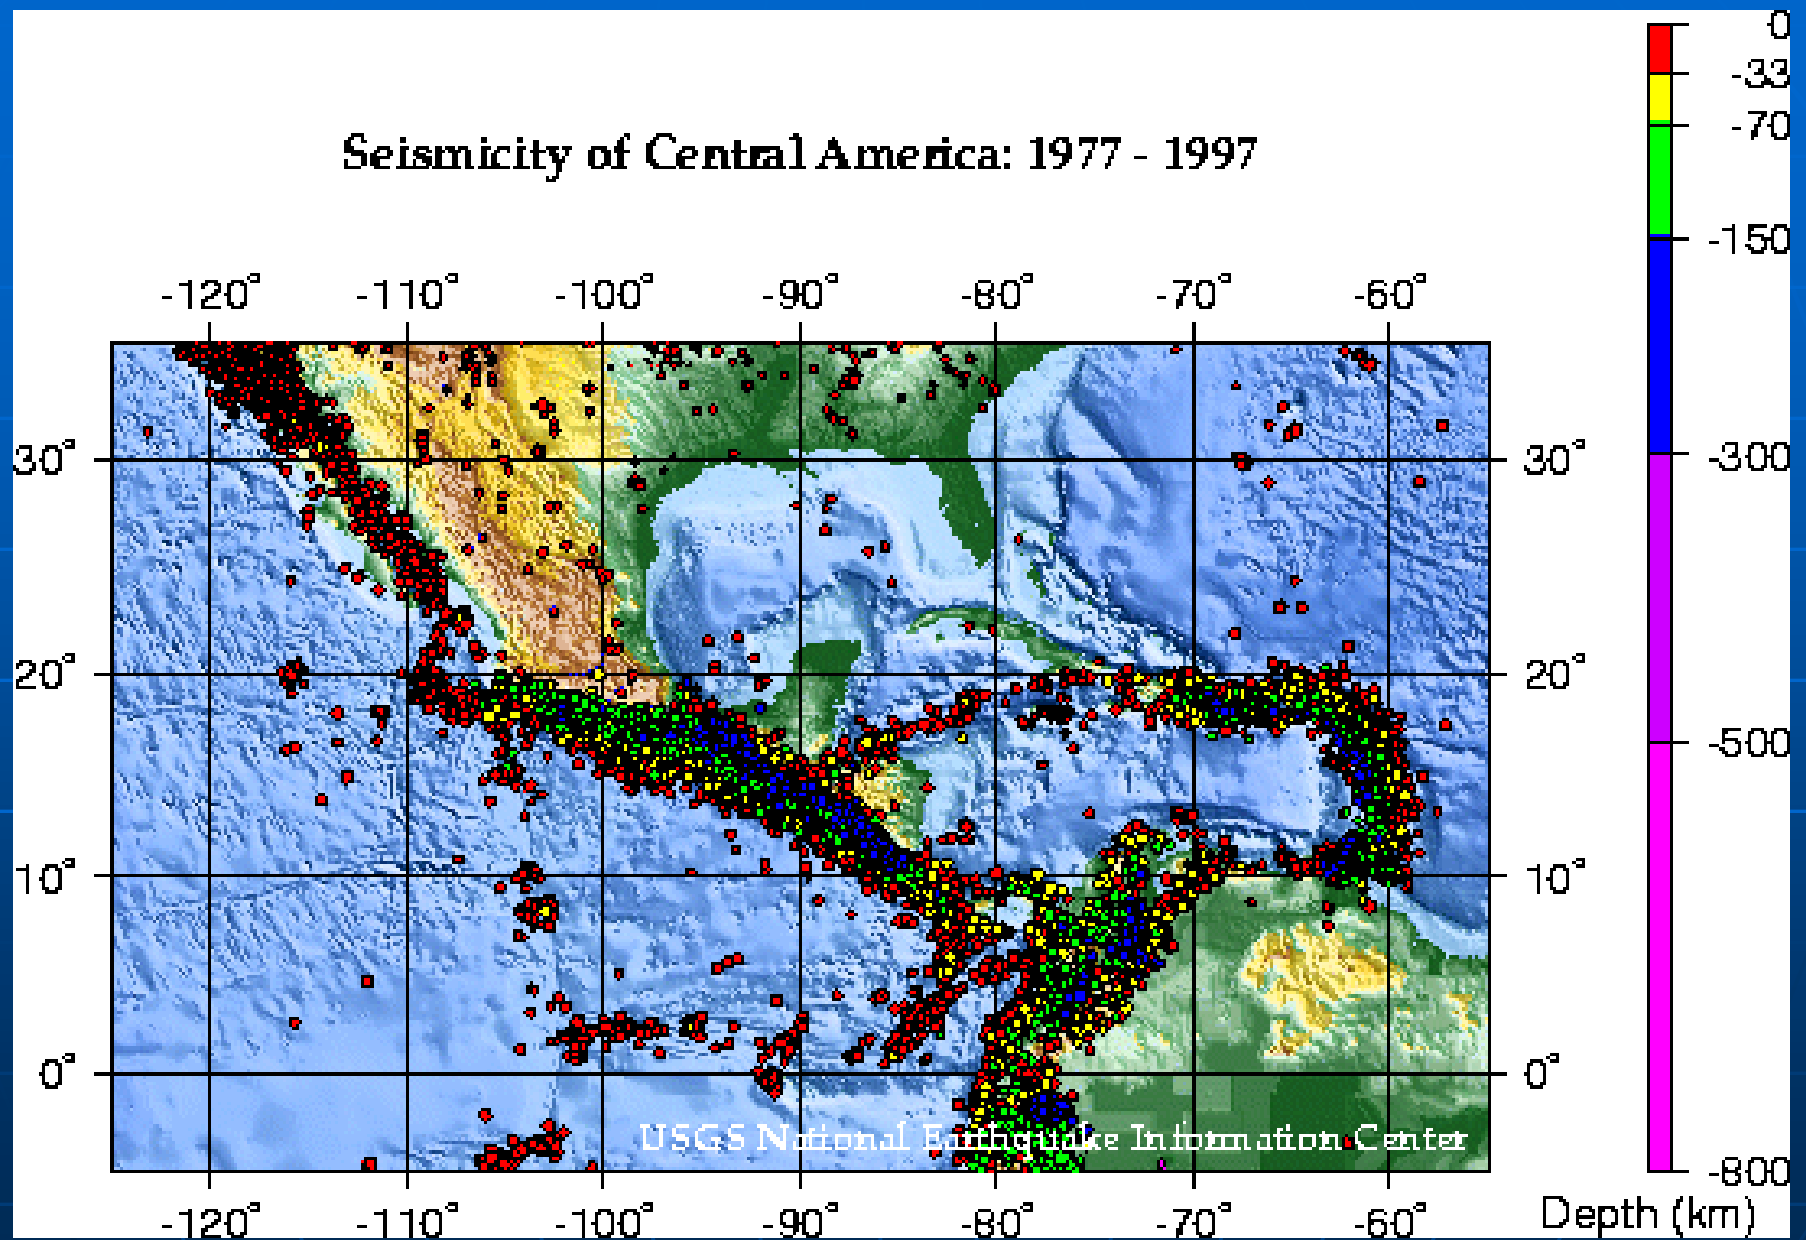 Seismicity of Central America: 1977 - 1997
-120° -110° -100° -90° -80° -70° -60°
30° 30°
20° 20°
10° 10°
0° 0°
USGS National Earthquake Information Center
-120° -110° -100° -90° -80° -70° -60°
0
-33
-70
-150
-300
-500
-800
Depth (km)